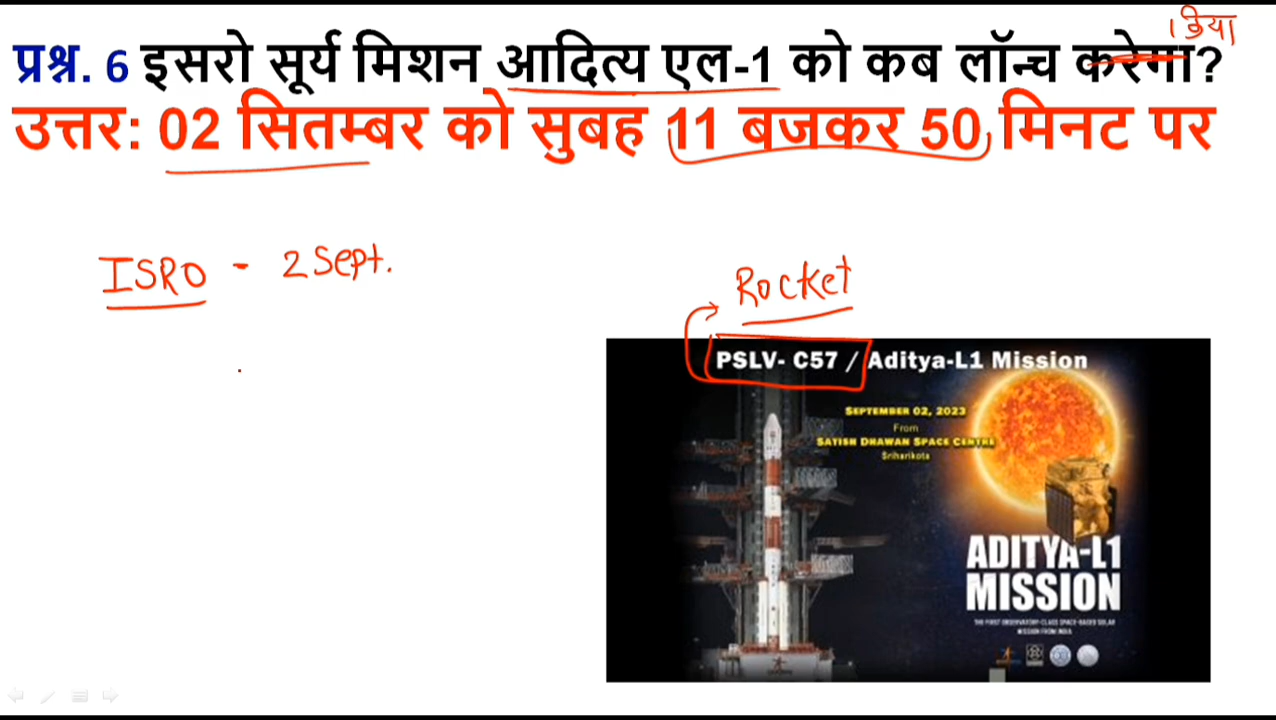 प्रश्न. 6 इसरो सूर्य मिशन आदित्य एल-1 को कब लॉन्च करेगा? । किया
उत्तर: 02 सितम्बर को सुबह 11 बजकर 50 मिनट पर
ISRO - 2 Sept.
Rocket
PSLV- C57 / Aditya-L1 Mission
SEPTEMBER 02, 2023
From
SATISH DHAWAN SPACE CENTRE
Sriharikota
ADITYA-L1
MISSION
THE FIRST OBSERVATORY-CLASS SPACE-BASED SOLAR
MISSION FROM INDIA